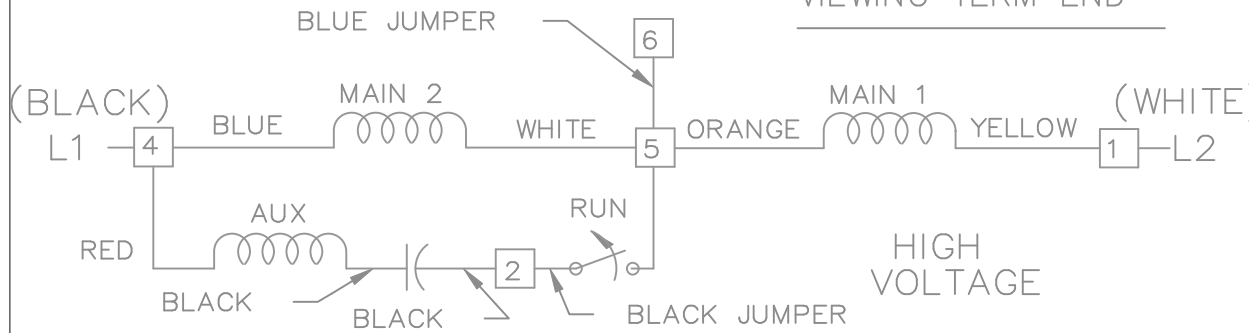 VIEWING TERM END
BLUE JUMPER
6
(BLACK)
MAIN 2
MAIN 1
(WHITE)
L1
4
BLUE
WHITE
5
ORANGE
YELLOW
1
L2
AUX
RUN
RED
2
HIGH
VOLTAGE
BLACK
BLACK
BLACK JUMPER